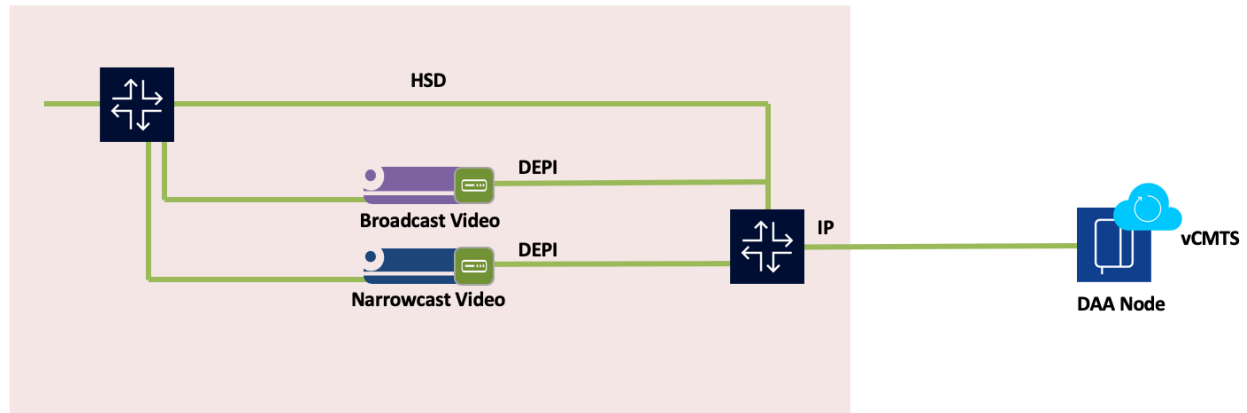 HSD
DEPI
Broadcast Video
DEPI
Narrowcast Video
IP
vCMTS
DAA Node